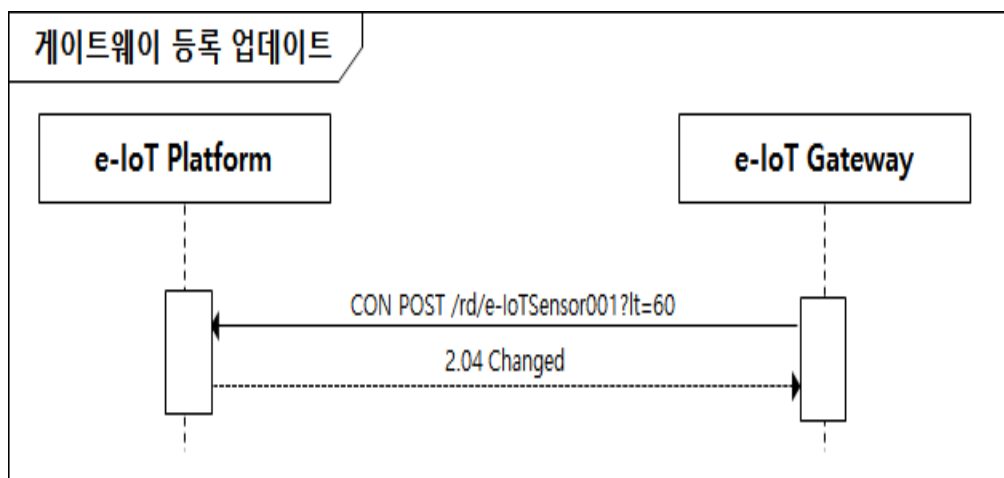 게이트웨이 등록 업데이트
e-IoT Platform
e-IoT Gateway
CON POST /rd/e-IoTSensor001?lt=60
2.04 Changed